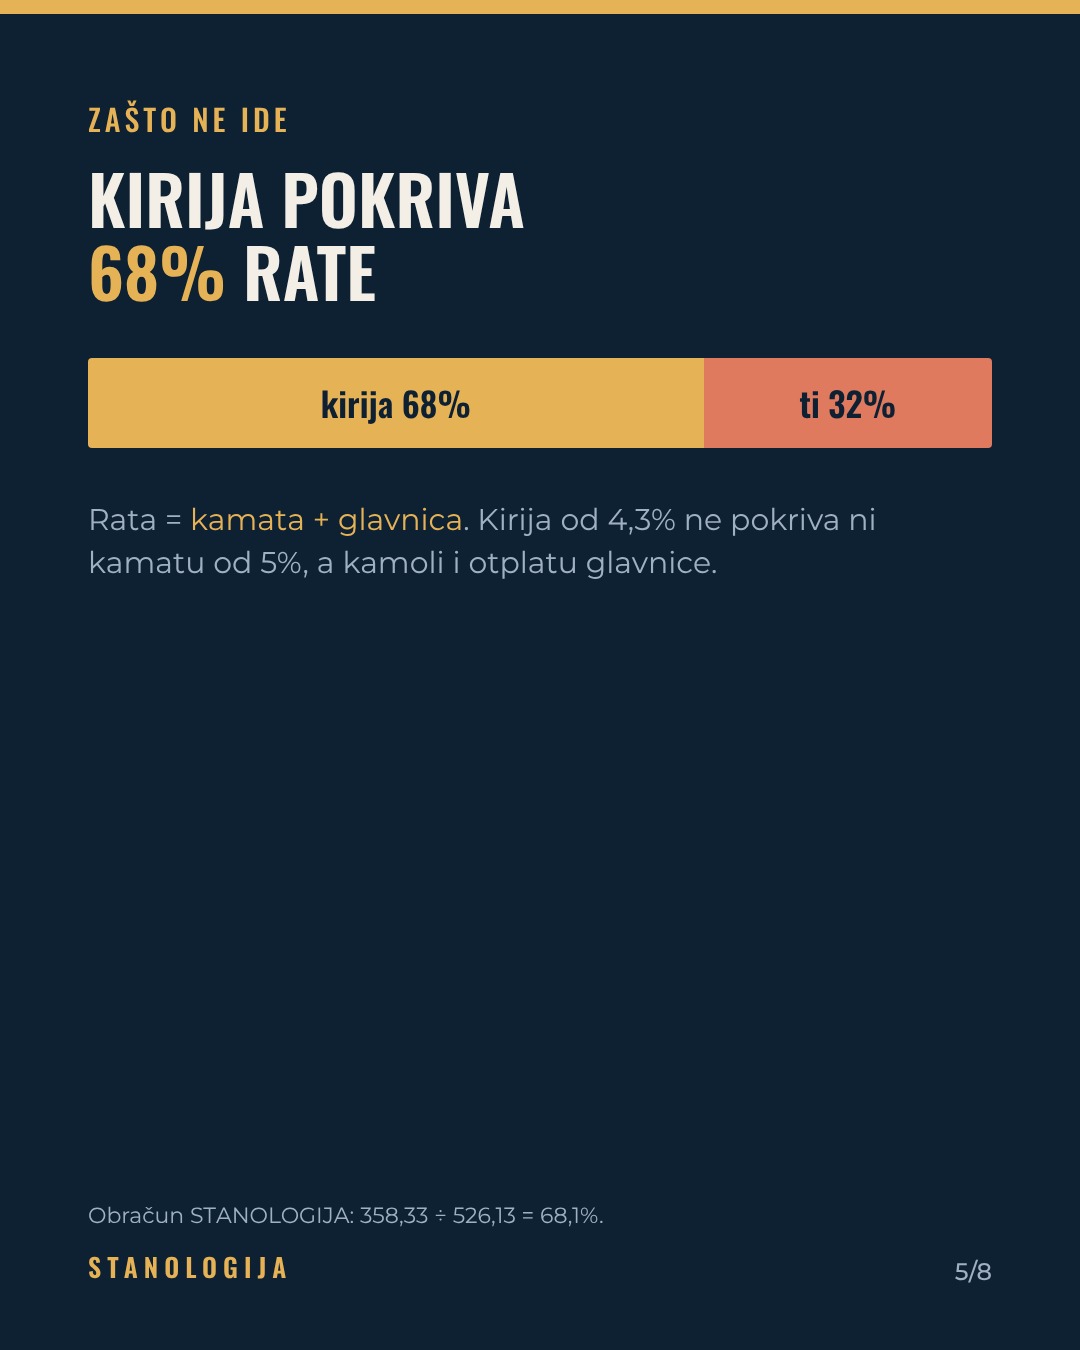 ZAŠTO NE IDE
KIRIJA POKRIVA
68% RATE
kirija 68%
ti 32%
Rata = kamata + glavnica. Kirija od 4,3% ne pokriva ni
kamatu od 5%, a kamoli i otplatu glavnice.
Obračun STANOLOGIJA: 358,33 ÷ 526,13 = 68,1%.
STANOLOGIJA
5/8